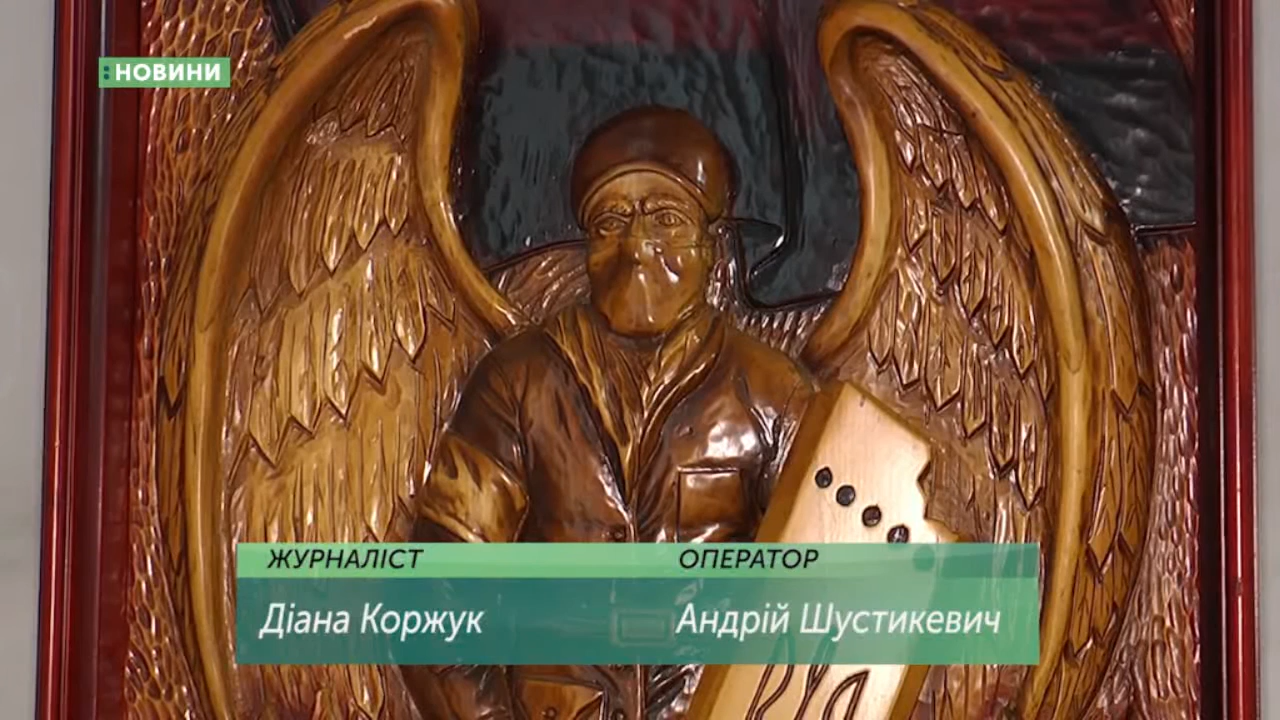 :НОВИНИ
ЖУРНАЛІСТ
ОПЕРАТОР
Діана Коржук
Андрій Шустикевич